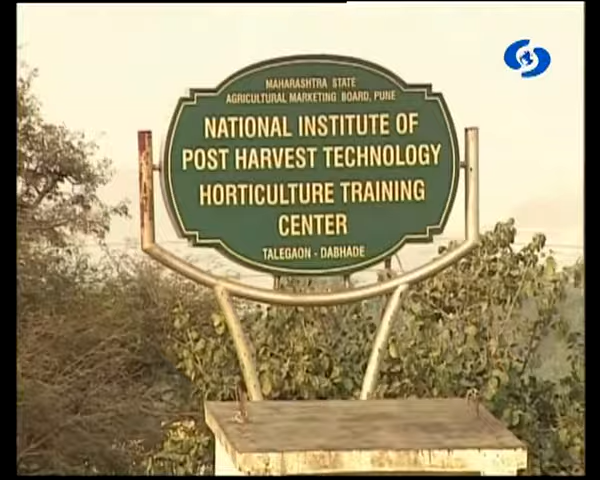 MAHARASHTRA STATE
AGRICULTURAL MARKETING BOARD, PUNE
NATIONAL INSTITUTE OF
POST HARVEST TECHNOLOGY
HORTICULTURE TRAINING
CENTER
TALEGAON - DABHADE